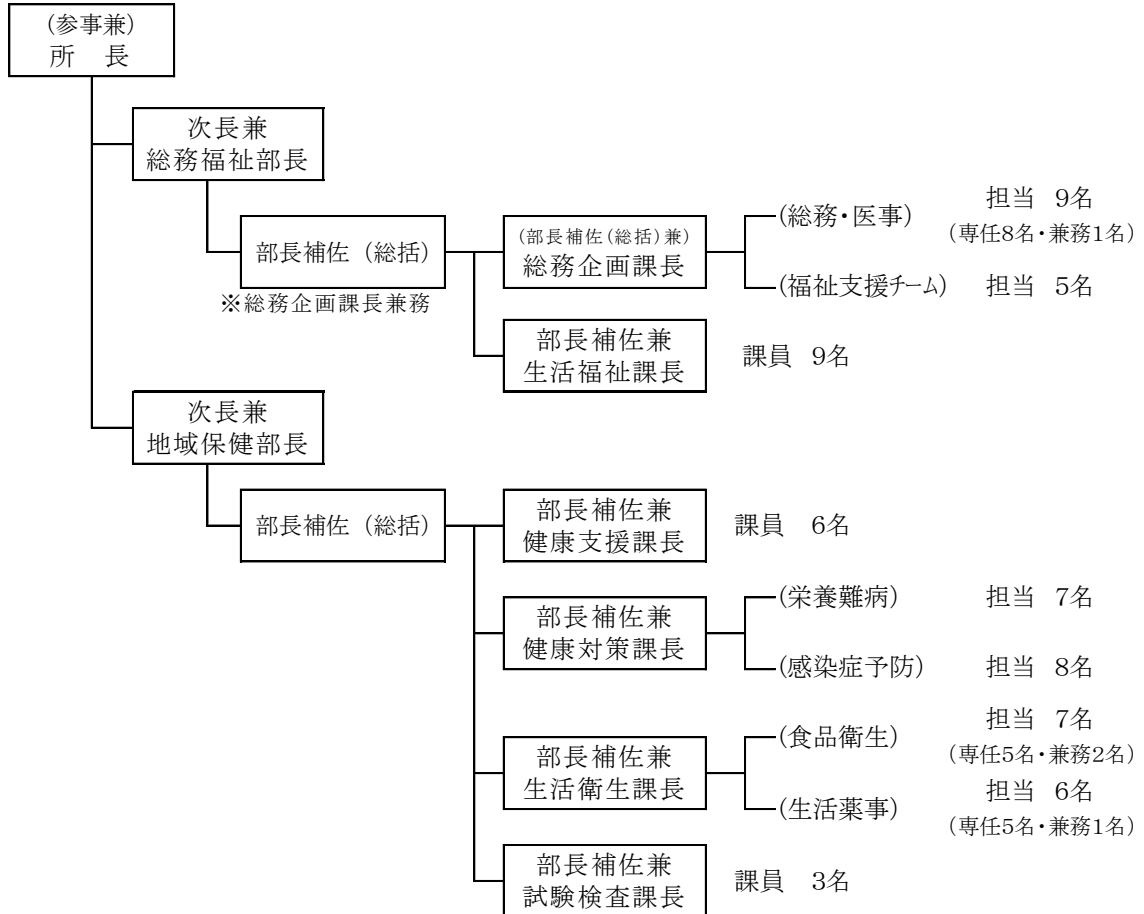 (参事兼)
所　長
次長兼
総務福祉部長
部長補佐（総括）
※総務企画課長兼務
(部長補佐(総括)兼)
総務企画課長
(総務・医事)
担当　9名
(専任8名・兼務1名)
(福祉支援ﾁｰﾑ)
担当　5名
部長補佐兼
生活福祉課長
課員　9名
次長兼
地域保健部長
部長補佐（総括）
部長補佐兼
健康支援課長
課員　6名
部長補佐兼
健康対策課長
(栄養難病)
担当　7名
(感染症予防)
担当　8名
部長補佐兼
生活衛生課長
(食品衛生)
担当　7名
(専任5名・兼務2名)
(生活薬事)
担当　6名
(専任5名・兼務1名)
部長補佐兼
試験検査課長
課員　3名